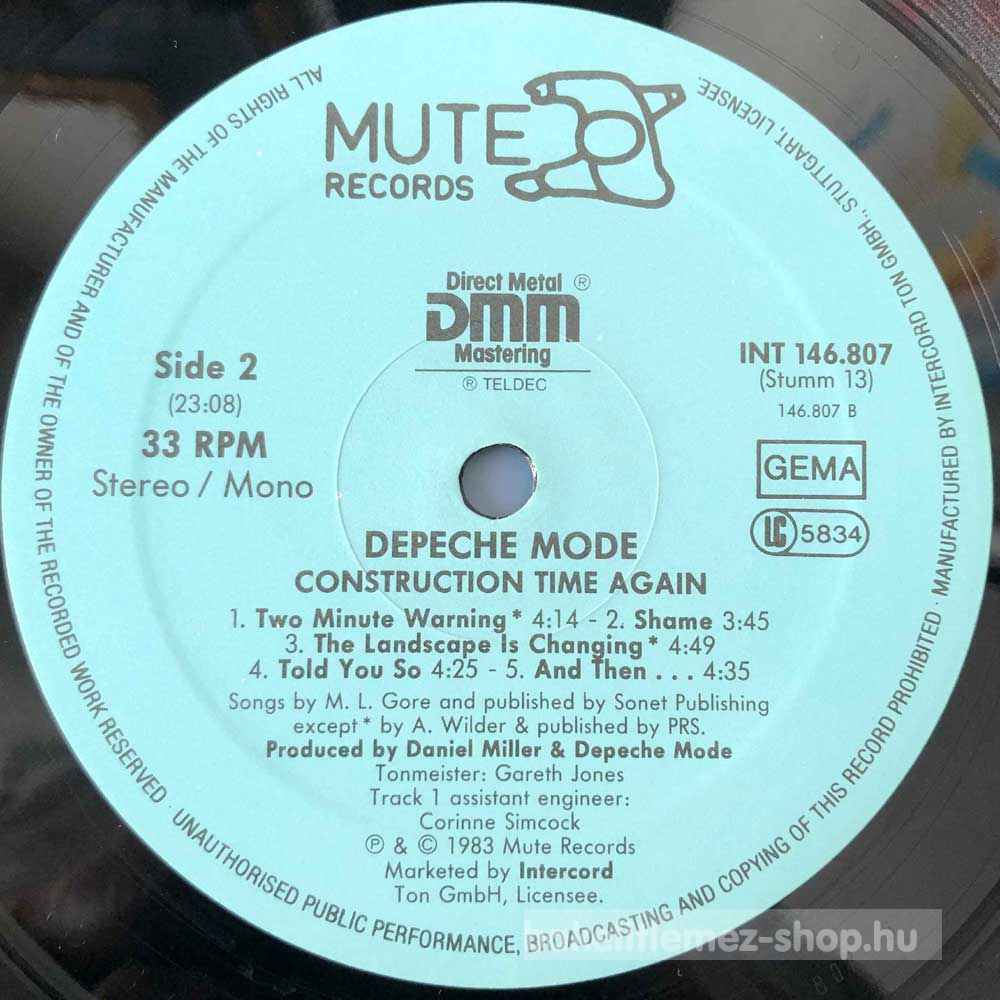 ALL RIGHTS OF THE MANUFACTURER AND OF THE OWNER OF THE RECORDED WORK RESERVED · UNAUTHORISED PUBLIC PERFORMANCE, BROADCASTING AND COPYING OF THIS RECORD PROHIBITED · MANUFACTURED BY INTERCORD TON GMBH., STUTTGART, LICENSEE.
MUTE
RECORDS
Direct Metal ®
DMM
Mastering
® TELDEC
Side 2
(23:08)
33 RPM
Stereo / Mono
INT 146.807
(Stumm 13)
146.807 B
GEMA
LC 5834
DEPECHE MODE
CONSTRUCTION TIME AGAIN
1. Two Minute Warning* 4:14 - 2. Shame 3:45
3. The Landscape Is Changing* 4:49
4. Told You So 4:25 - 5. And Then . . . 4:35
Songs by M. L. Gore and published by Sonet Publishing
except* by A. Wilder & published by PRS.
Produced by Daniel Miller & Depeche Mode
Tonmeister: Gareth Jones
Track 1 assistant engineer:
Corinne Simcock
℗ & © 1983 Mute Records
Marketed by Intercord
Ton GmbH, Licensee.